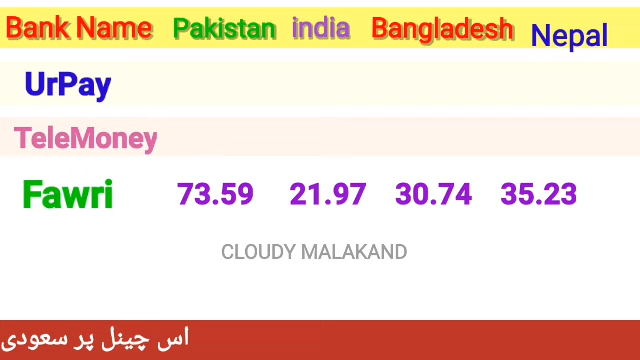 Bank Name Pakistan india Bangladesh Nepal
UrPay
TeleMoney
Fawri 73.59 21.97 30.74 35.23
CLOUDY MALAKAND
اس چینل پر سعودی